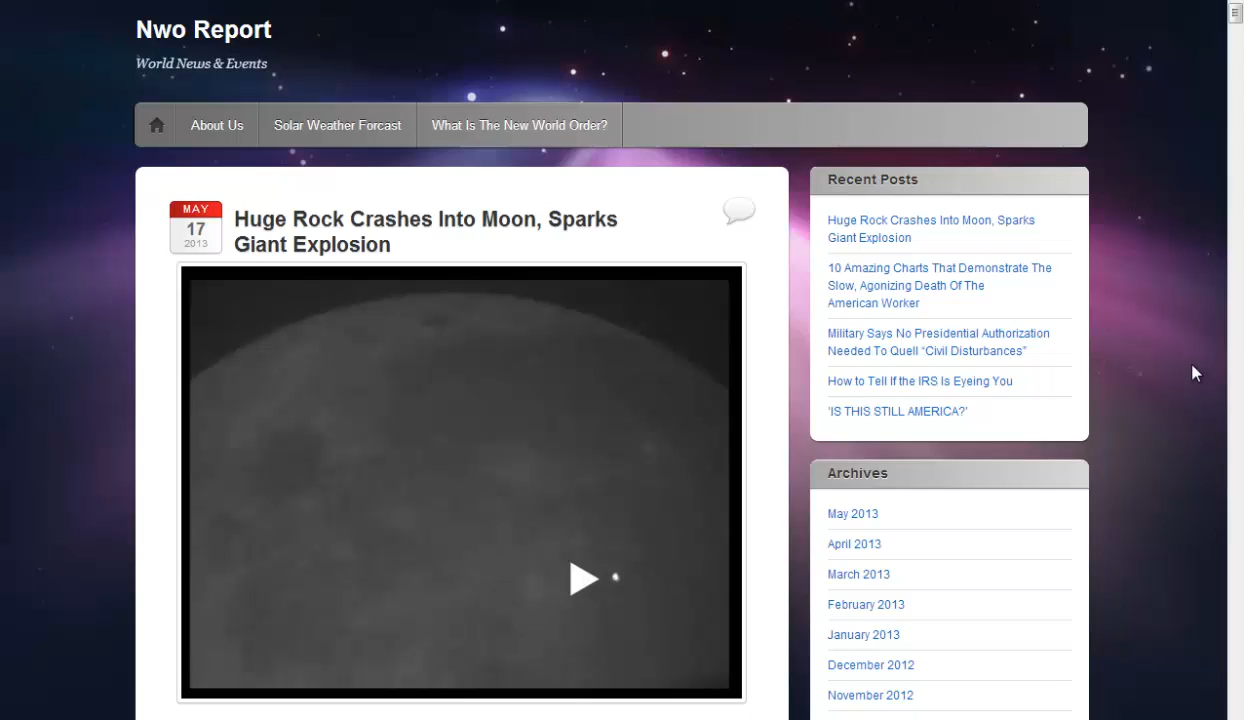 Nwo Report
World News & Events
About Us
Solar Weather Forcast
What Is The New World Order?
MAY
17
2013
Huge Rock Crashes Into Moon, Sparks
Giant Explosion
Recent Posts
Huge Rock Crashes Into Moon, Sparks
Giant Explosion
10 Amazing Charts That Demonstrate The
Slow, Agonizing Death Of The
American Worker
Military Says No Presidential Authorization
Needed To Quell “Civil Disturbances”
How to Tell If the IRS Is Eyeing You
'IS THIS STILL AMERICA?'
Archives
May 2013
April 2013
March 2013
February 2013
January 2013
December 2012
November 2012